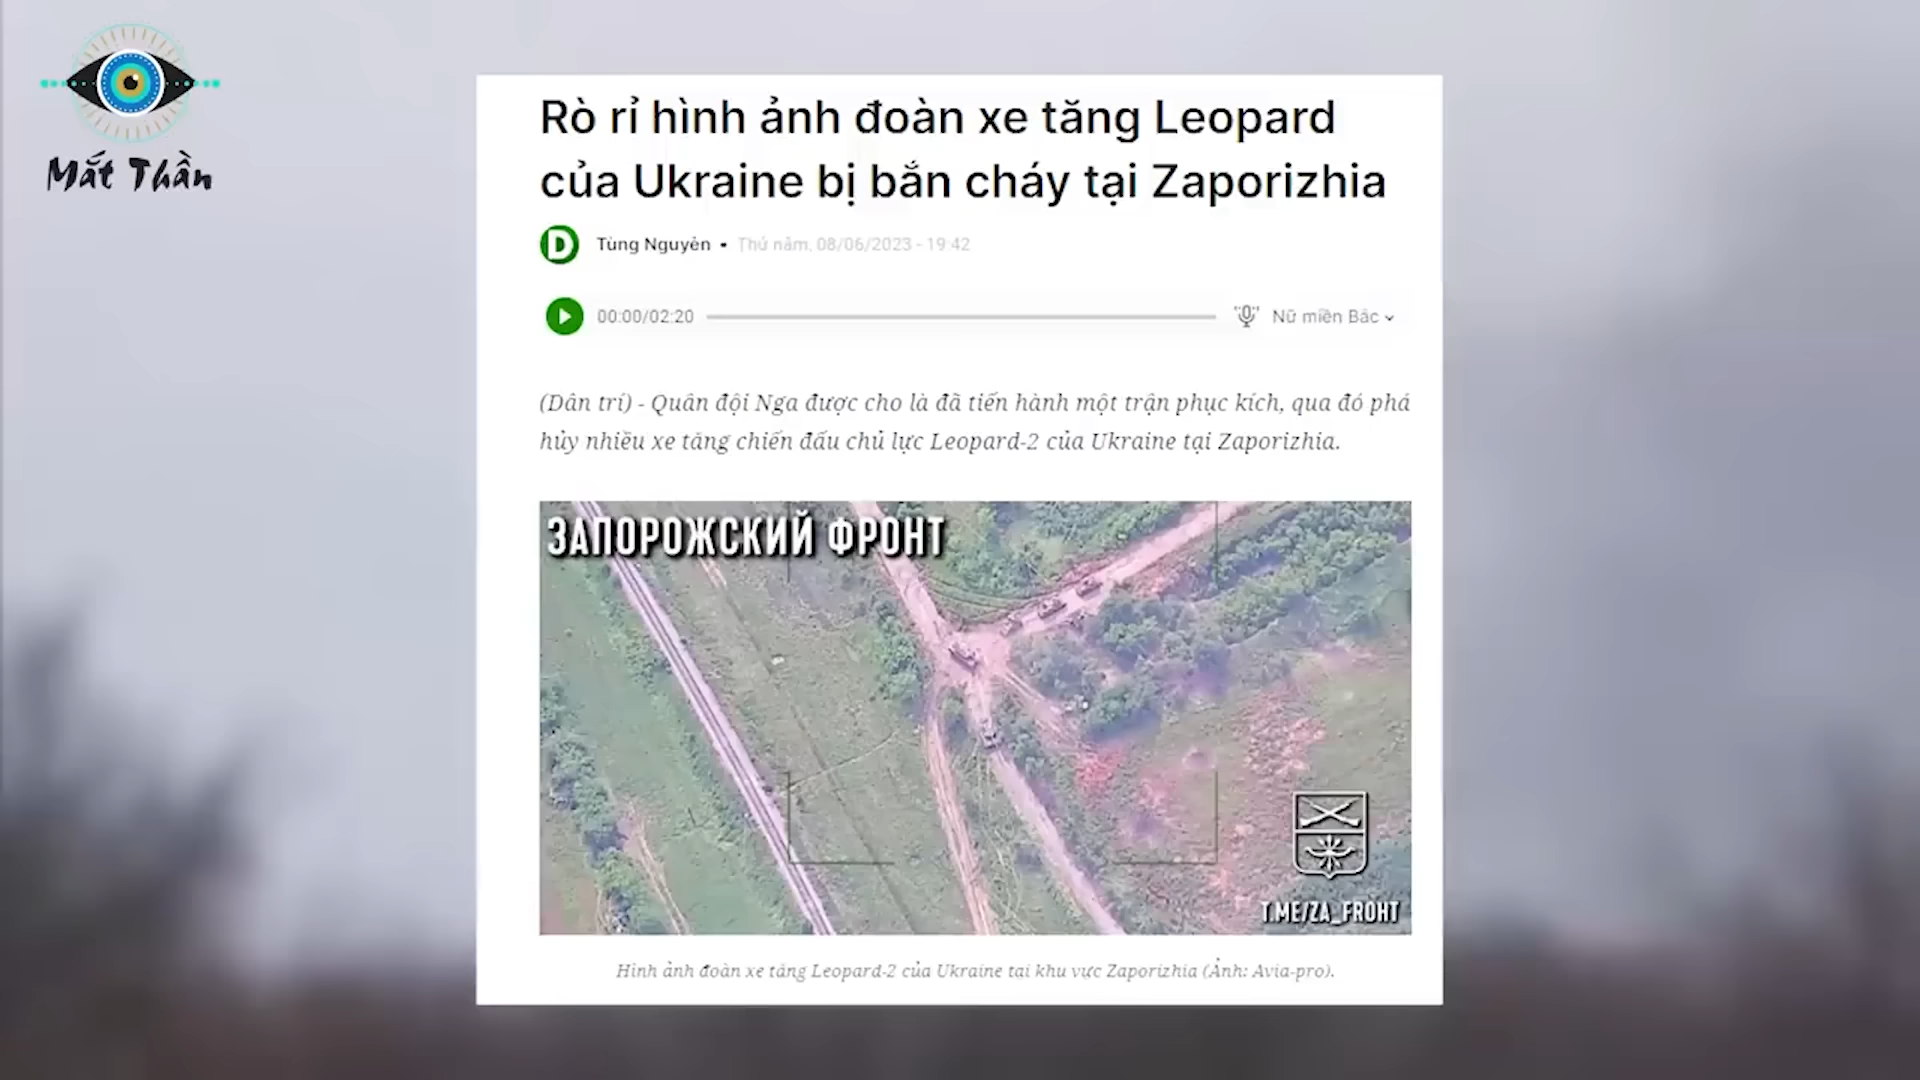 Mắt Thần
Rò rỉ hình ảnh đoàn xe tăng Leopard
của Ukraine bị bắn cháy tại Zaporizhia
D
Tùng Nguyên • Thứ năm, 08/06/2023 - 19:42
00:00/02:20
Nữ miền Bắc
(Dân trí) - Quân đội Nga được cho là đã tiến hành một trận phục kích, qua đó phá
hủy nhiều xe tăng chiến đấu chủ lực Leopard-2 của Ukraine tại Zaporizhia.
ЗАПОРОЖСКИЙ ФРОНТ
T.ME/ZA_FROHT
Hình ảnh đoàn xe tăng Leopard-2 của Ukraine tại khu vực Zaporizhia (Ảnh: Avia-pro).